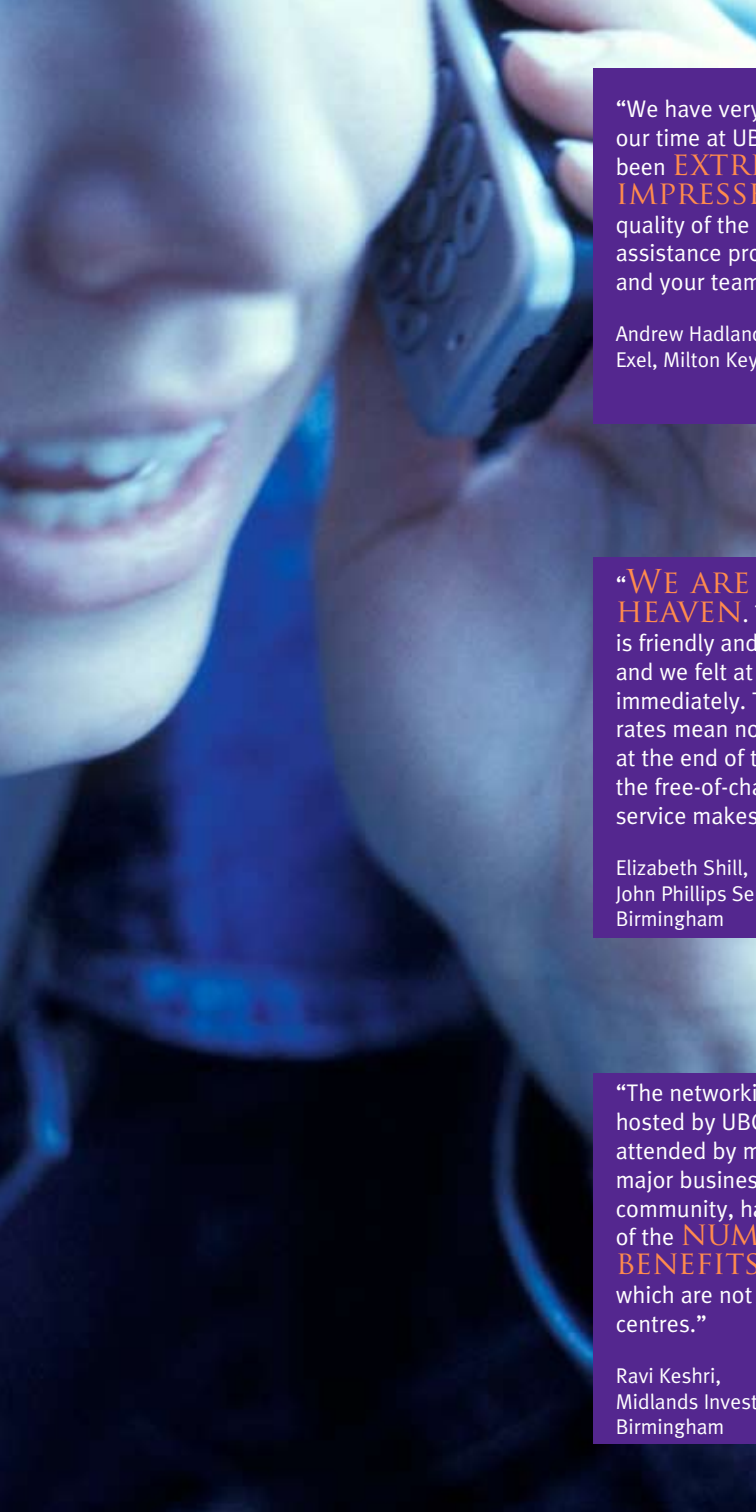 “We have very
our time at UB
been EXTR
IMPRESS
quality of the
assistance pro
and your team
Andrew Hadland
Exel, Milton Key
“WE ARE
HEAVEN.
is friendly and
and we felt at
immediately. T
rates mean no
at the end of t
the free-of-cha
service makes
Elizabeth Shill,
John Phillips Se
Birmingham
“The networki
hosted by UBC
attended by m
major busines
community, ha
of the NUM
BENEFITS
which are not
centres.”
Ravi Keshri,
Midlands Invest
Birmingham